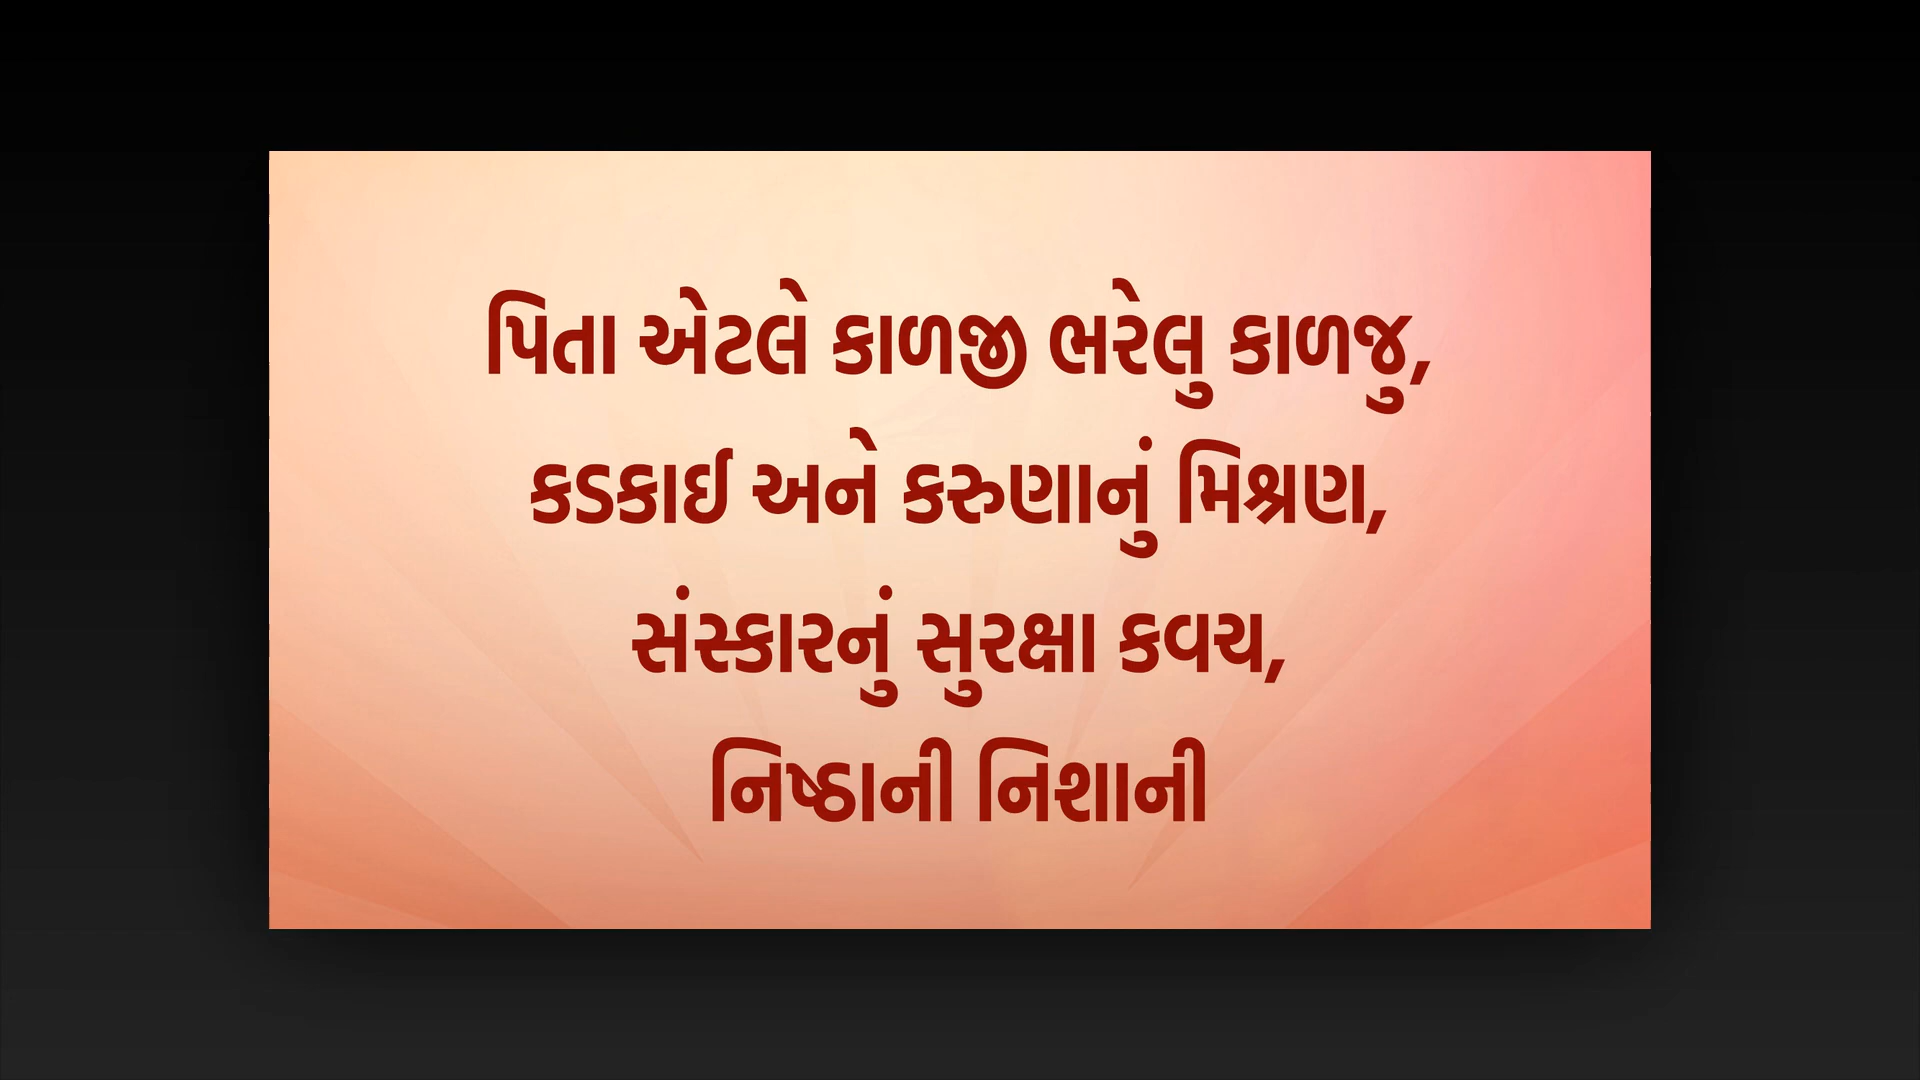 પિતા એટલે કાળજી ભરેલુ કાળજુ,
કડકાઈ અને કરુણાનું મિશ્રણ,
સંસ્કારનું સુરક્ષા કવચ,
નિષ્ઠાની નિશાની